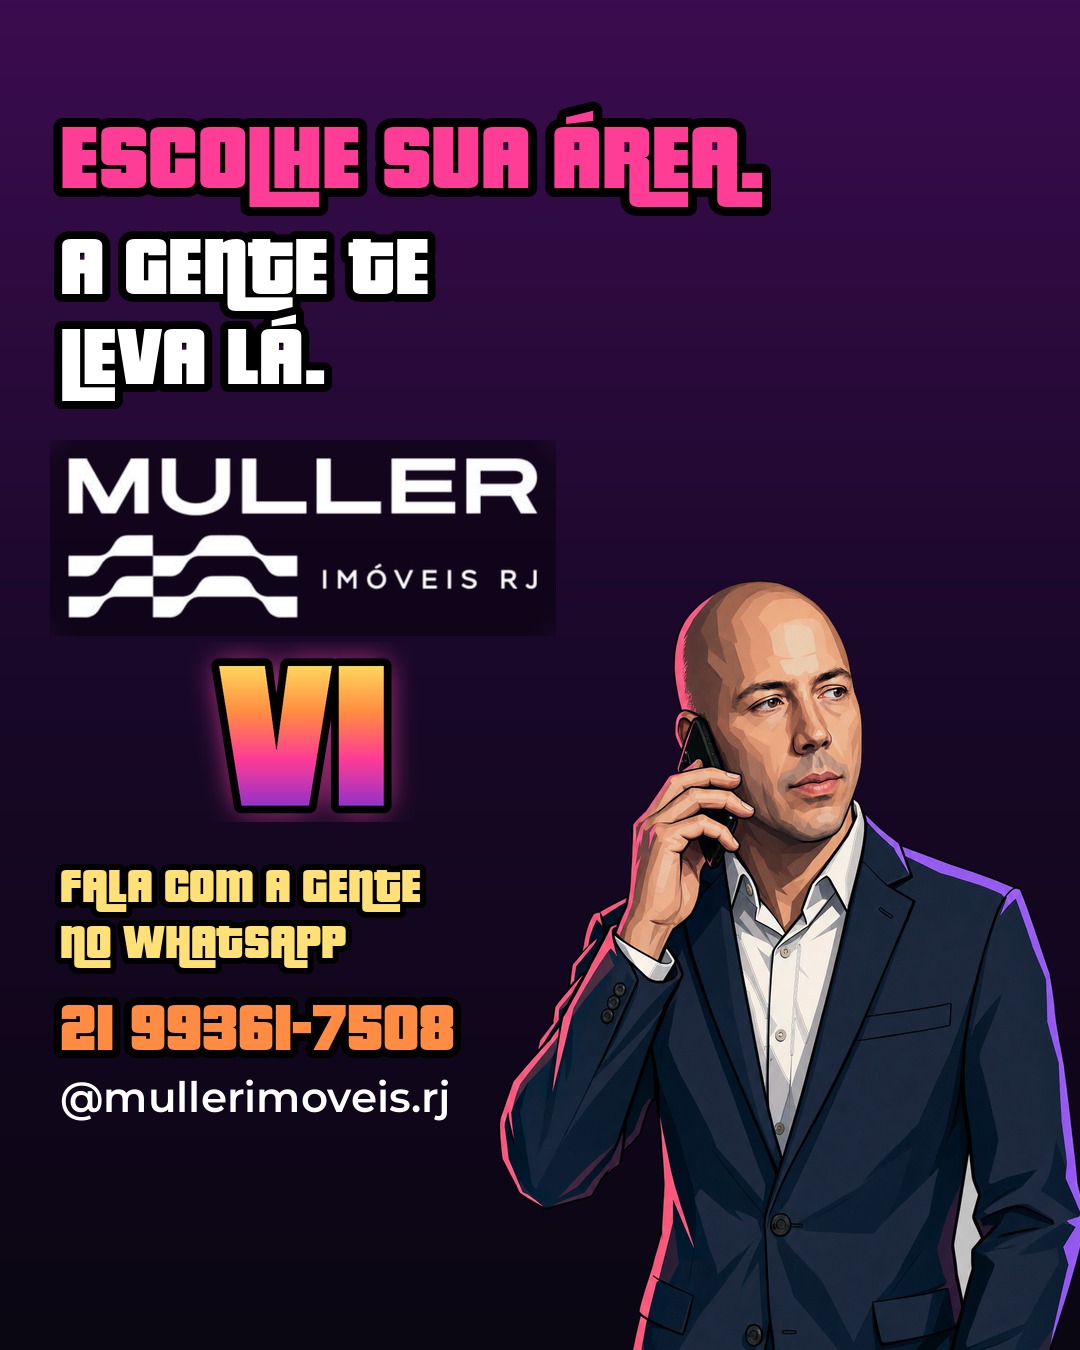 ESCOLHE SUA ÁREA.
A GENTE TE
LEVA LÁ.
MULLER
IMÓVEIS RJ
VI
FALA COM A GENTE
NO WHATSAPP
21 99361-7508
@mullerimoveis.rj